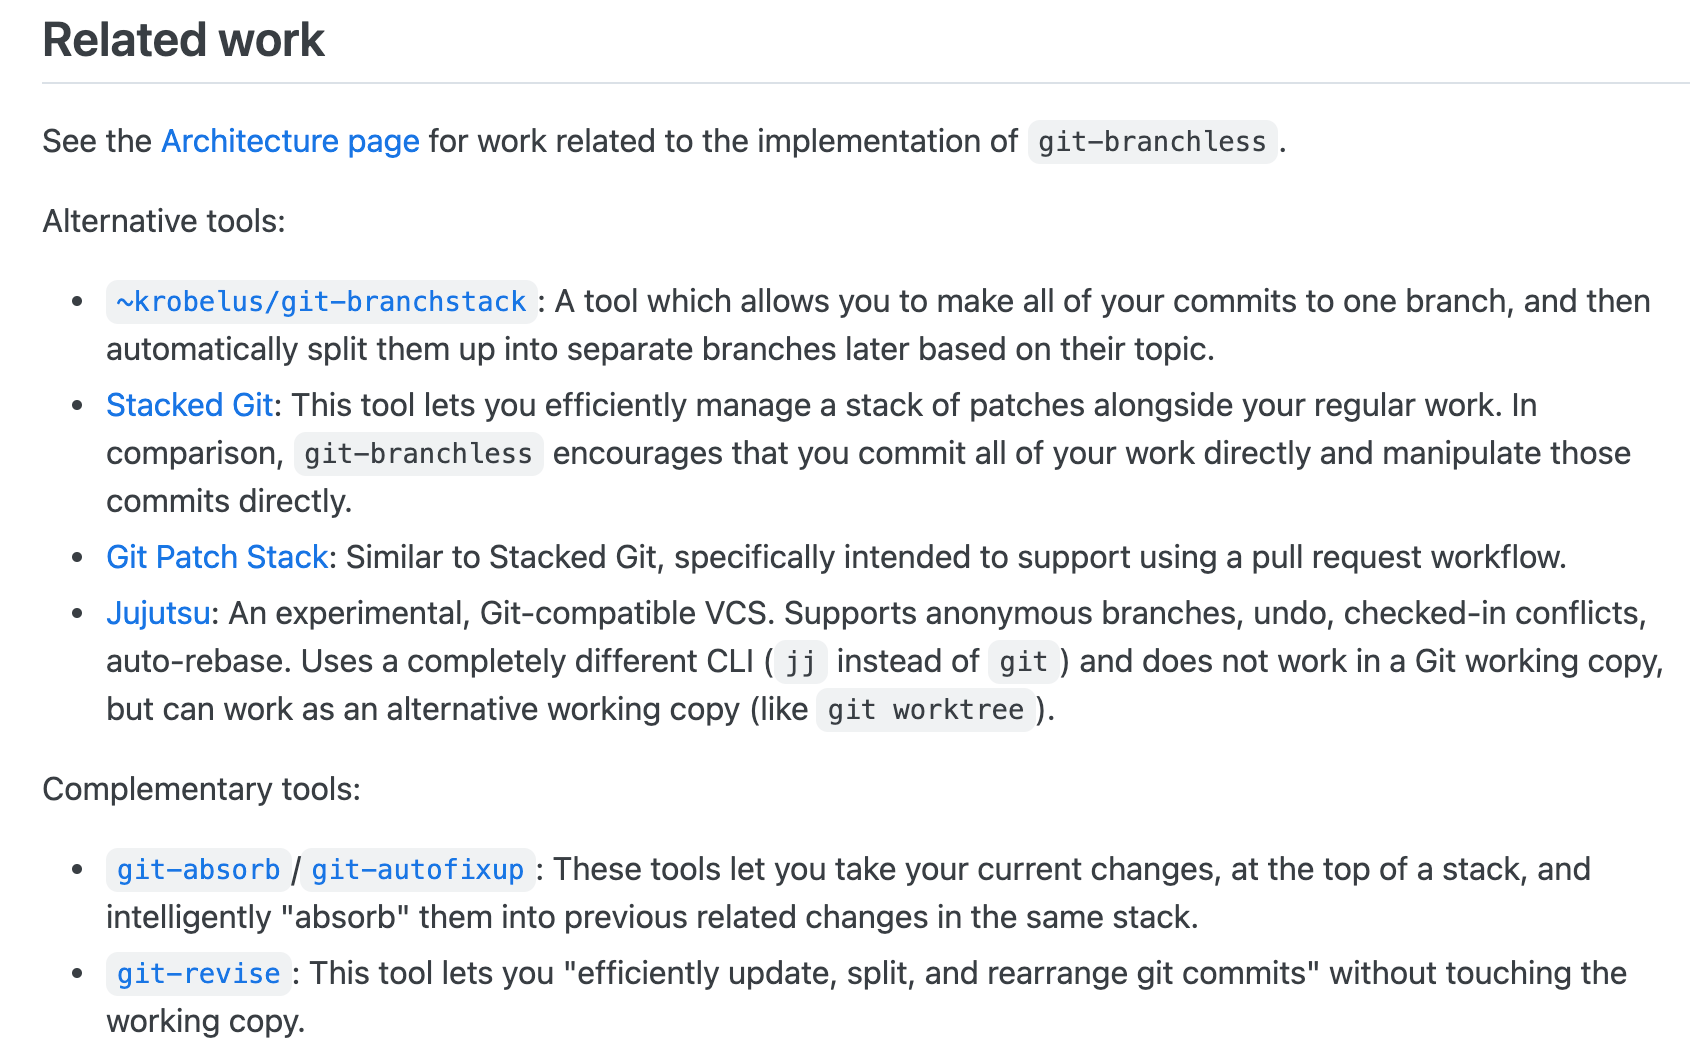 Related work
See the Architecture page for work related to the implementation of git-branchless.
Alternative tools:
• ~krobelus/git-branchstack: A tool which allows you to make all of your commits to one branch, and then
automatically split them up into separate branches later based on their topic.
• Stacked Git: This tool lets you efficiently manage a stack of patches alongside your regular work. In
comparison, git-branchless encourages that you commit all of your work directly and manipulate those
commits directly.
• Git Patch Stack: Similar to Stacked Git, specifically intended to support using a pull request workflow.
• Jujutsu: An experimental, Git-compatible VCS. Supports anonymous branches, undo, checked-in conflicts,
auto-rebase. Uses a completely different CLI (jj instead of git) and does not work in a Git working copy,
but can work as an alternative working copy (like git worktree).
Complementary tools:
• git-absorb/git-autofixup: These tools let you take your current changes, at the top of a stack, and
intelligently "absorb" them into previous related changes in the same stack.
• git-revise: This tool lets you "efficiently update, split, and rearrange git commits" without touching the
working copy.